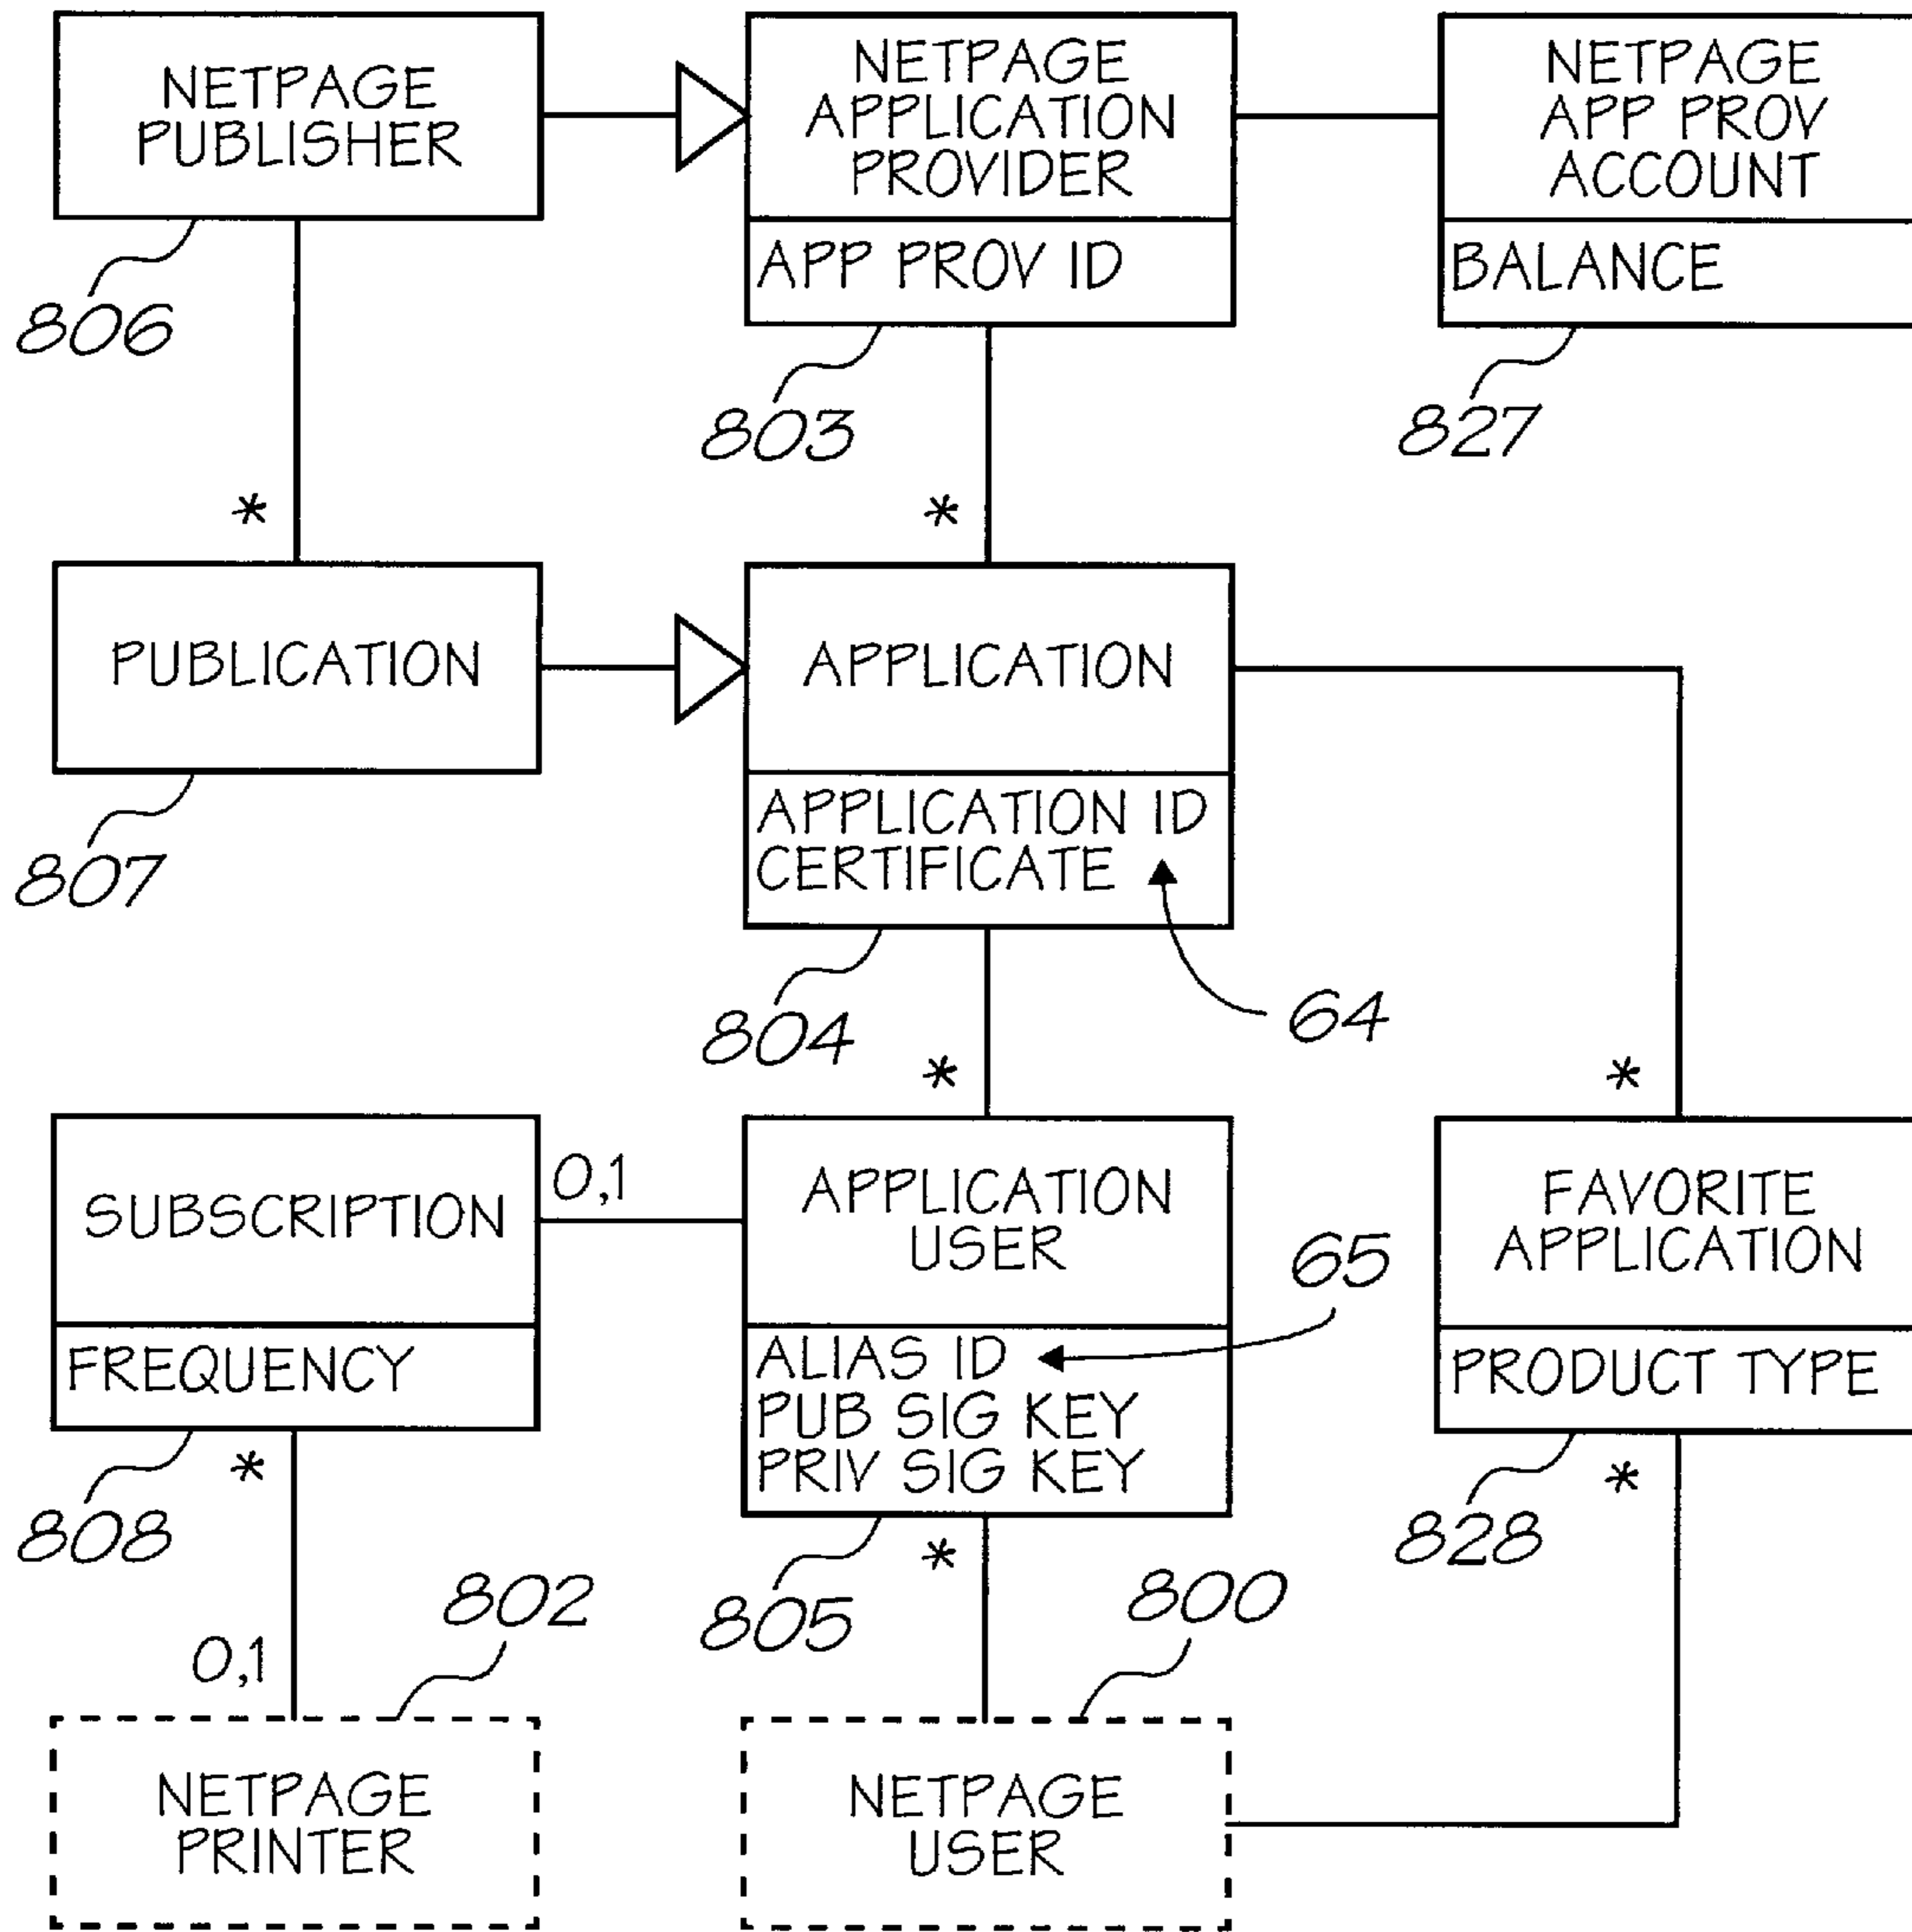 NETPAGE
PUBLISHER
NETPAGE
APPLICATION
PROVIDER
APP PROV ID
NETPAGE
APP PROV
ACCOUNT
BALANCE
806
803
827
*
*
PUBLICATION
APPLICATION
APPLICATION ID
CERTIFICATE
807
804
64
*
*
SUBSCRIPTION
FREQUENCY
0,1
APPLICATION
USER
ALIAS ID
PUB SIG KEY
PRIV SIG KEY
65
FAVORITE
APPLICATION
PRODUCT TYPE
808
*
805
*
828
*
802
800
0,1
NETPAGE
PRINTER
NETPAGE
USER